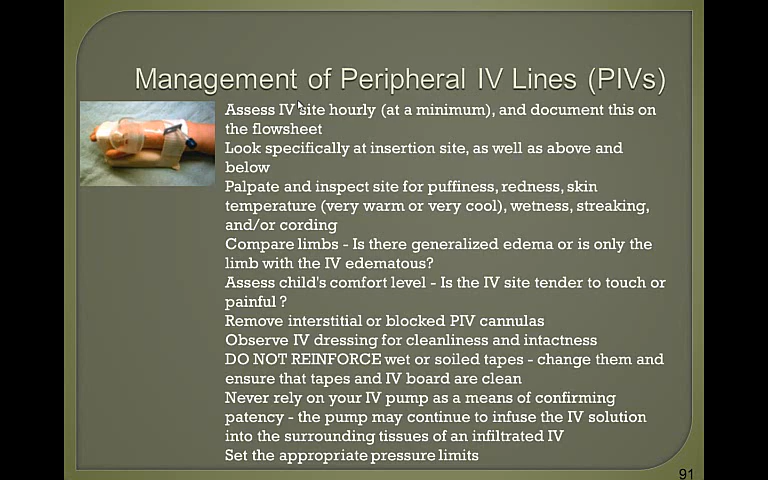 Management of Peripheral IV Lines (PIVs)
Assess IV site hourly (at a minimum), and document this on
the flowsheet
Look specifically at insertion site, as well as above and
below
Palpate and inspect site for puffiness, redness, skin
temperature (very warm or very cool), wetness, streaking,
and/or cording
Compare limbs - Is there generalized edema or is only the
limb with the IV edematous?
Assess child's comfort level - Is the IV site tender to touch or
painful ?
Remove interstitial or blocked PIV cannulas
Observe IV dressing for cleanliness and intactness
DO NOT REINFORCE wet or soiled tapes - change them and
ensure that tapes and IV board are clean
Never rely on your IV pump as a means of confirming
patency - the pump may continue to infuse the IV solution
into the surrounding tissues of an infiltrated IV
Set the appropriate pressure limits
91